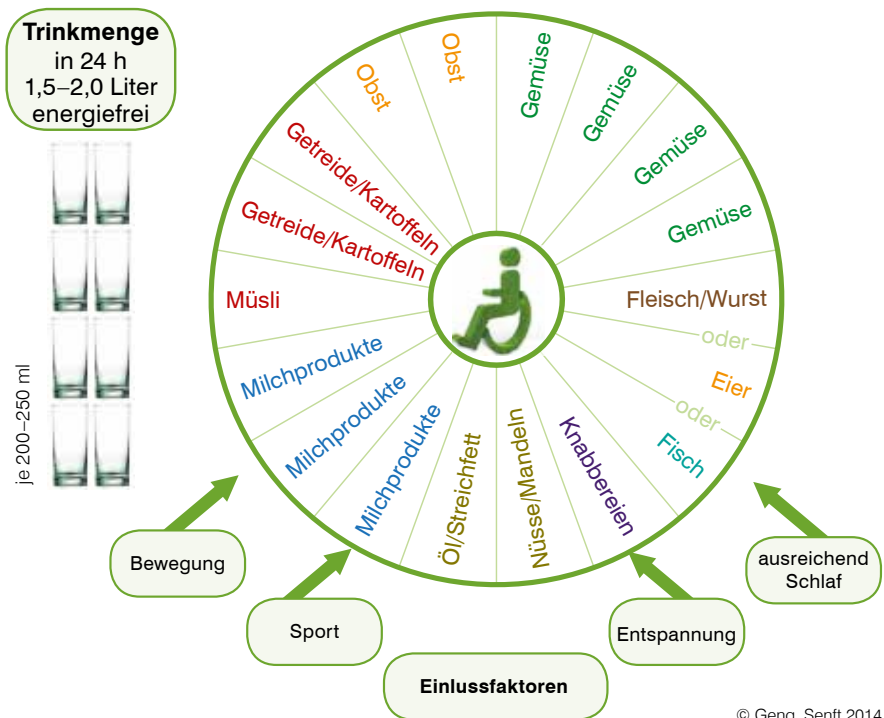 Trinkmenge
in 24 h
1,5–2,0 Liter
energiefrei
je 200–250 ml
Obst
Obst
Gemüse
Gemüse
Gemüse
Gemüse
Fleisch/Wurst
oder
Eier
oder
Fisch
Knabbereien
Nüsse/Mandeln
Öl/Streichfett
Milchprodukte
Milchprodukte
Milchprodukte
Müsli
Getreide/Kartoffeln
Getreide/Kartoffeln
Bewegung
Sport
Entspannung
ausreichend
Schlaf
Einlussfaktoren
© Geng, Senft 2014